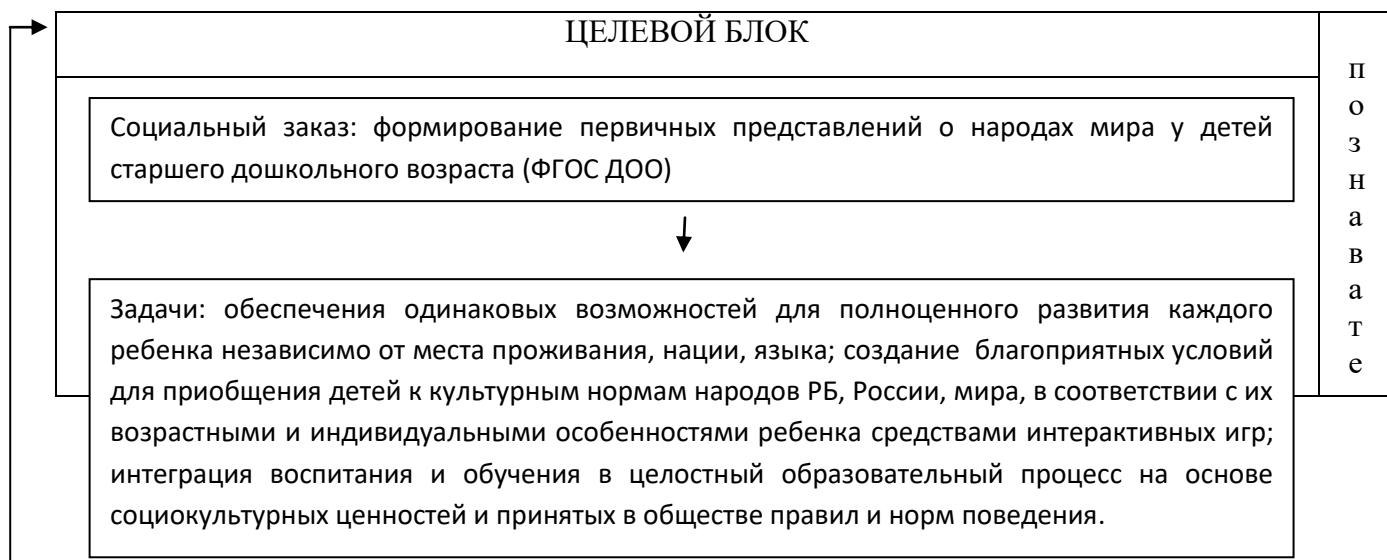 ЦЕЛЕВОЙ БЛОК
Социальный заказ: формирование первичных представлений о народах мира у детей
старшего дошкольного возраста (ФГОС ДОО)
Задачи: обеспечения одинаковых возможностей для полноценного развития каждого
ребенка независимо от места проживания, нации, языка; создание благоприятных условий
для приобщения детей к культурным нормам народов РБ, России, мира, в соответствии с их
возрастными и индивидуальными особенностями ребенка средствами интерактивных игр;
интеграция воспитания и обучения в целостный образовательный процесс на основе
социокультурных ценностей и принятых в обществе правил и норм поведения.
п
о
з
н
а
в
а
т
е